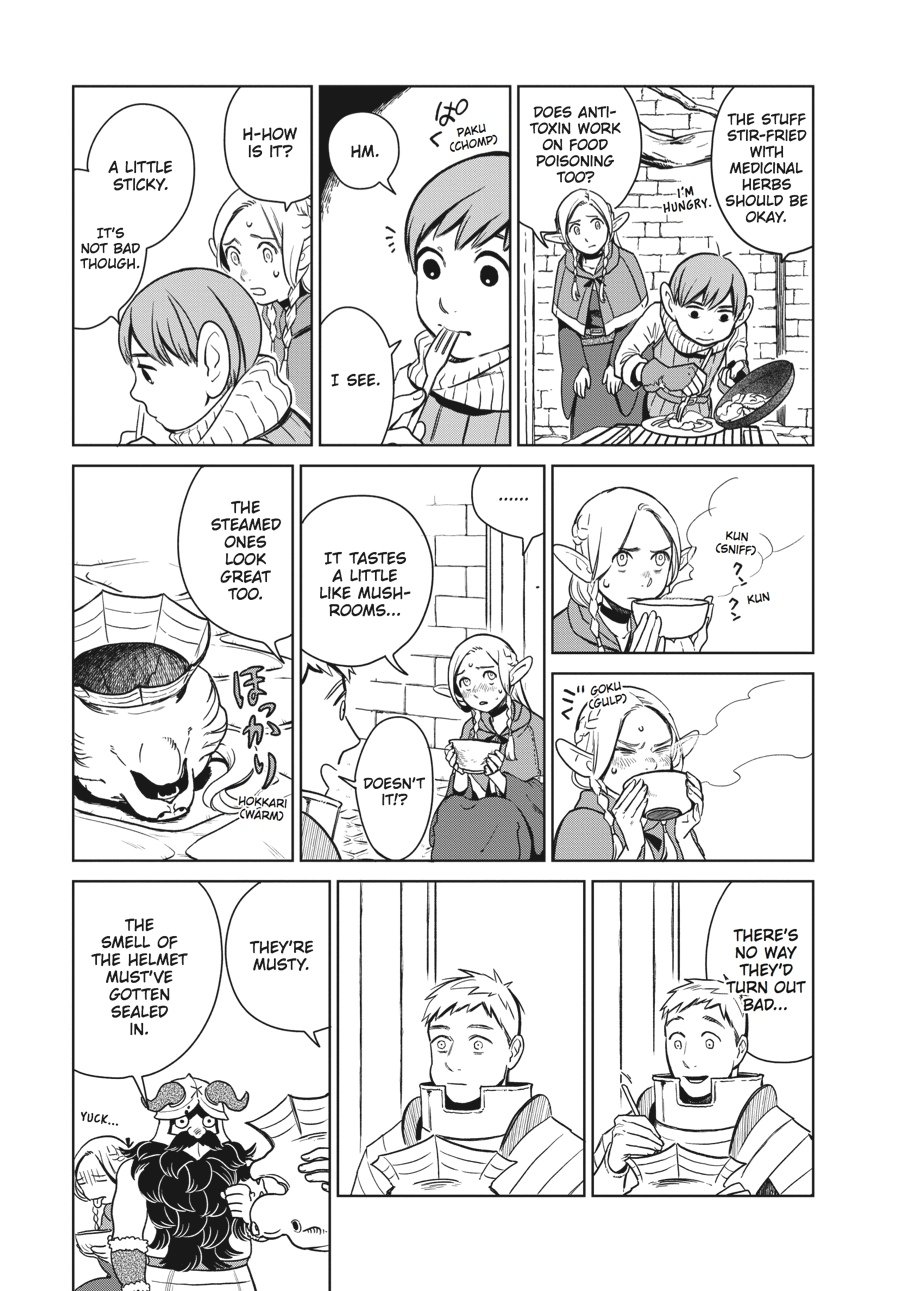 THE STUFF
STIR-FRIED
WITH
MEDICINAL
HERBS
SHOULD BE
OKAY.
DOES ANTI-
TOXIN WORK
ON FOOD
POISONING
TOO?
I'M
HUNGRY.
ぱく
PAKU
(CHOMP)
HM.
I SEE.
H-HOW
IS IT?
A LITTLE
STICKY.
IT'S
NOT BAD
THOUGH.
KUN
(SNIFF)
クン
KUN
クン
GOKU
(GULP)
......
IT TASTES
A LITTLE
LIKE MUSH-
ROOMS...
DOESN'T
IT!?
THE
STEAMED
ONES
LOOK
GREAT
TOO.
ほっかり
HOKKARI
(WARM)
THERE'S
NO WAY
THEY'D
TURN OUT
BAD...
THEY'RE
MUSTY.
THE
SMELL OF
THE HELMET
MUST'VE
GOTTEN
SEALED
IN.
YUCK...